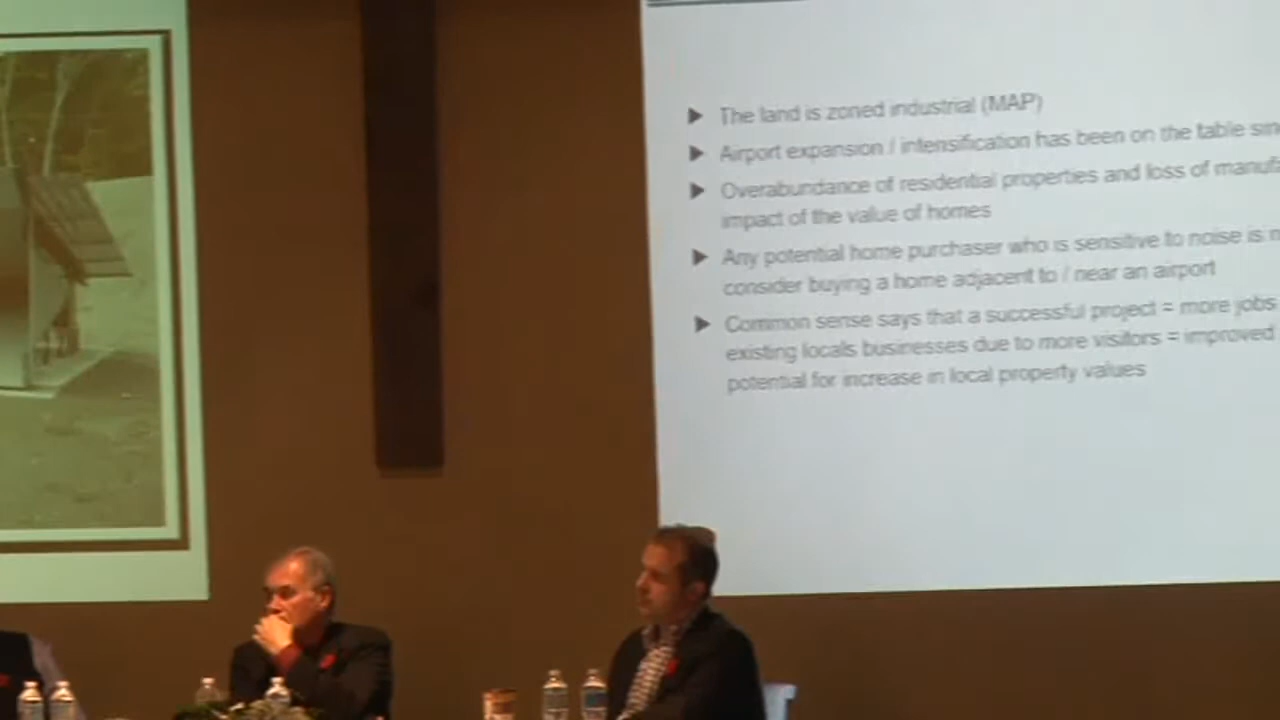 The land is zoned industrial (MAP)
Airport expansion / intensification has been on the table
Overabundance of residential properties and loss of
impact of the value of homes
Any potential home purchaser who is sensitive to noise is
consider buying a home adjacent to / near an airport
Common sense says that a successful project = more jobs
existing locals businesses due to more visitors = improved
potential for increase in local property values